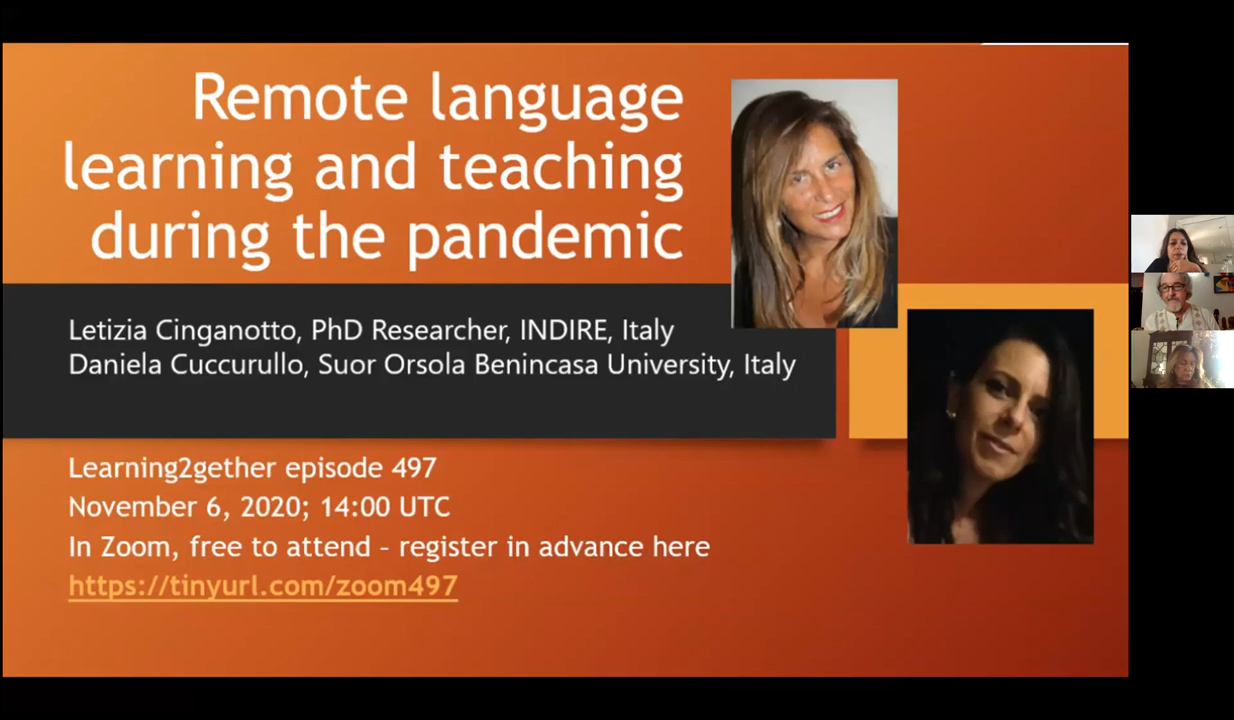 Remote language
learning and teaching
during the pandemic
Letizia Cinganotto, PhD Researcher, INDIRE, Italy
Daniela Cuccurullo, Suor Orsola Benincasa University, Italy
Learning2gether episode 497
November 6, 2020; 14:00 UTC
In Zoom, free to attend – register in advance here
https://tinyurl.com/zoom497